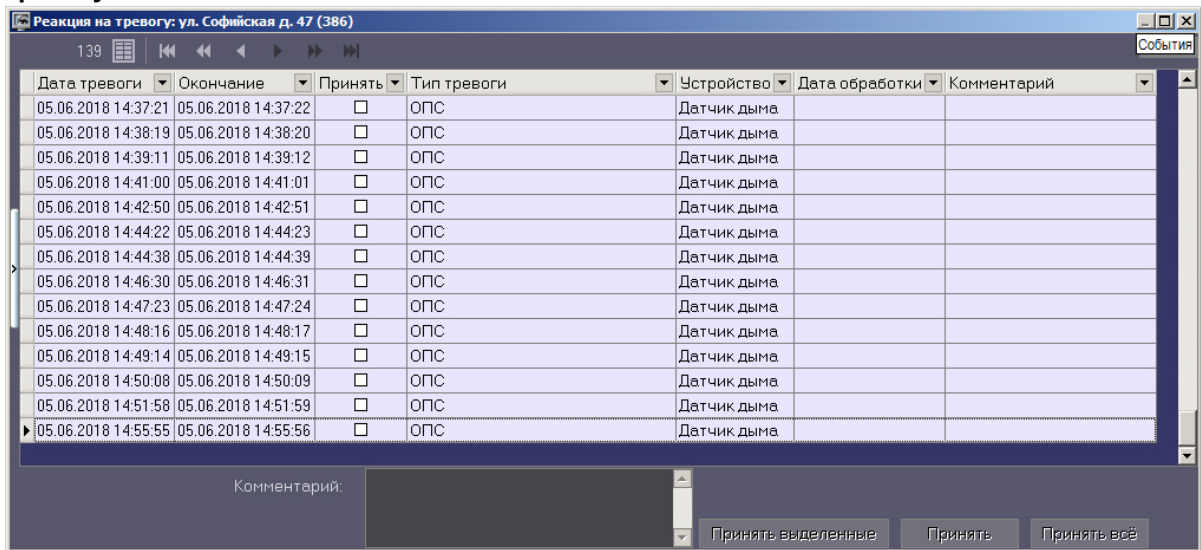 Реакция на тревогу: ул. Софийская д. 47 (386)
139
События
Дата тревоги Окончание Принять Тип тревоги Устройство Дата обработки Комментарий
05.06.2018 14:37:21 05.06.2018 14:37:22 ОПС Датчик дыма
05.06.2018 14:38:19 05.06.2018 14:38:20 ОПС Датчик дыма
05.06.2018 14:39:11 05.06.2018 14:39:12 ОПС Датчик дыма
05.06.2018 14:41:00 05.06.2018 14:41:01 ОПС Датчик дыма
05.06.2018 14:42:50 05.06.2018 14:42:51 ОПС Датчик дыма
05.06.2018 14:44:22 05.06.2018 14:44:23 ОПС Датчик дыма
05.06.2018 14:44:38 05.06.2018 14:44:39 ОПС Датчик дыма
05.06.2018 14:46:30 05.06.2018 14:46:31 ОПС Датчик дыма
05.06.2018 14:47:23 05.06.2018 14:47:24 ОПС Датчик дыма
05.06.2018 14:48:16 05.06.2018 14:48:17 ОПС Датчик дыма
05.06.2018 14:49:14 05.06.2018 14:49:15 ОПС Датчик дыма
05.06.2018 14:50:08 05.06.2018 14:50:09 ОПС Датчик дыма
05.06.2018 14:51:58 05.06.2018 14:51:59 ОПС Датчик дыма
05.06.2018 14:55:55 05.06.2018 14:55:56 ОПС Датчик дыма
Комментарий:
Принять выделенные Принять Принять всё